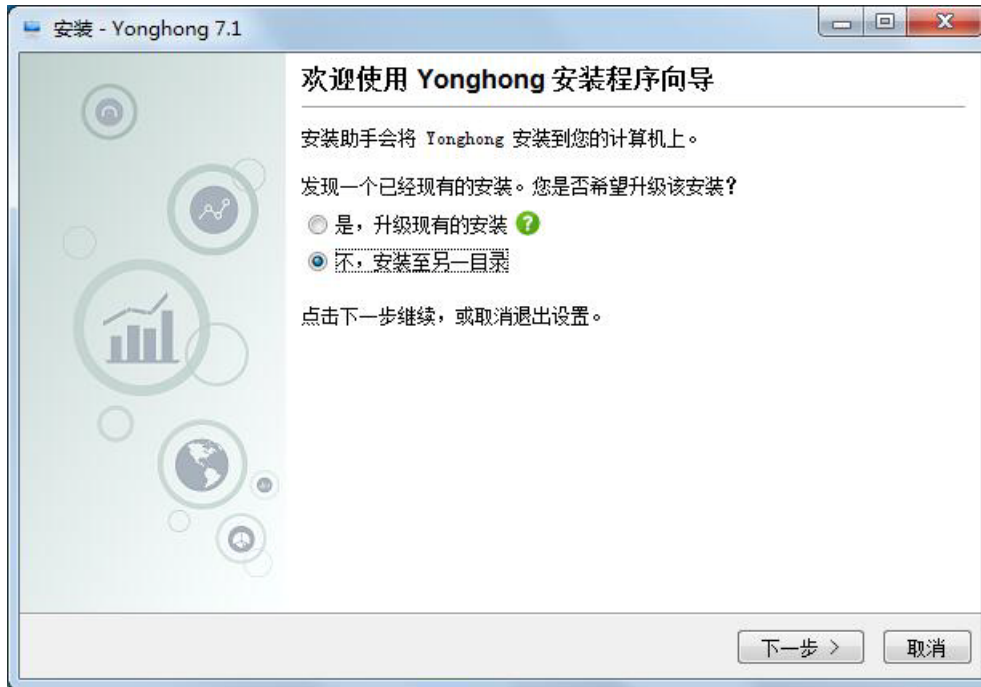 安装 - Yonghong 7.1
欢迎使用 Yonghong 安装程序向导
安装助手会将 Yonghong 安装到您的计算机上。
发现一个已经现有的安装。您是否希望升级该安装?
是，升级现有的安装 ?
不，安装至另一目录
点击下一步继续，或取消退出设置。
下一步 >
取消